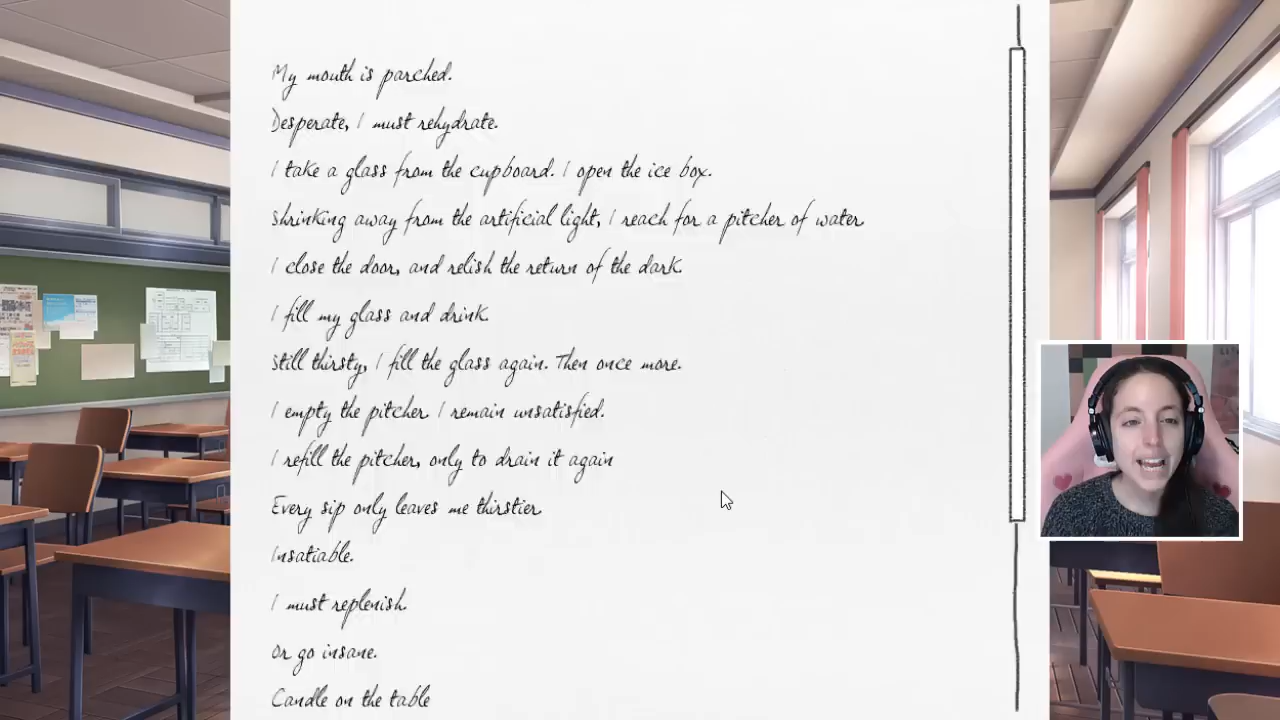 My mouth is parched.
Desperate, I must rehydrate.
I take a glass from the cupboard. I open the ice box.
Shrinking away from the artificial light, I reach for a pitcher of water
I close the door, and relish the return of the dark.
I fill my glass and drink.
Still thirsty, I fill the glass again. Then once more.
I empty the pitcher. I remain unsatisfied.
I refill the pitcher, only to drain it again
Every sip only leaves me thirstier.
Insatiable.
I must replenish.
Or go insane.
Candle on the table